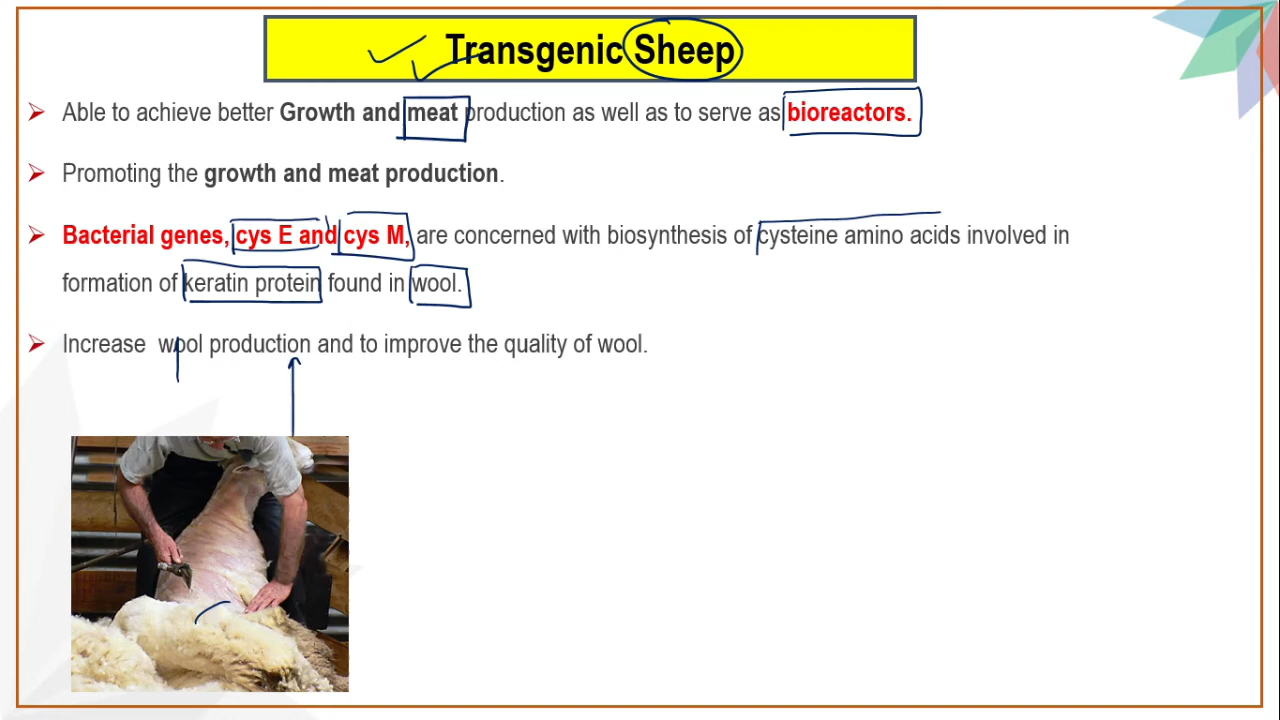 Transgenic Sheep
Able to achieve better Growth and meat production as well as to serve as bioreactors.
Promoting the growth and meat production.
Bacterial genes, cys E and cys M, are concerned with biosynthesis of cysteine amino acids involved in
formation of keratin protein found in wool.
Increase wool production and to improve the quality of wool.